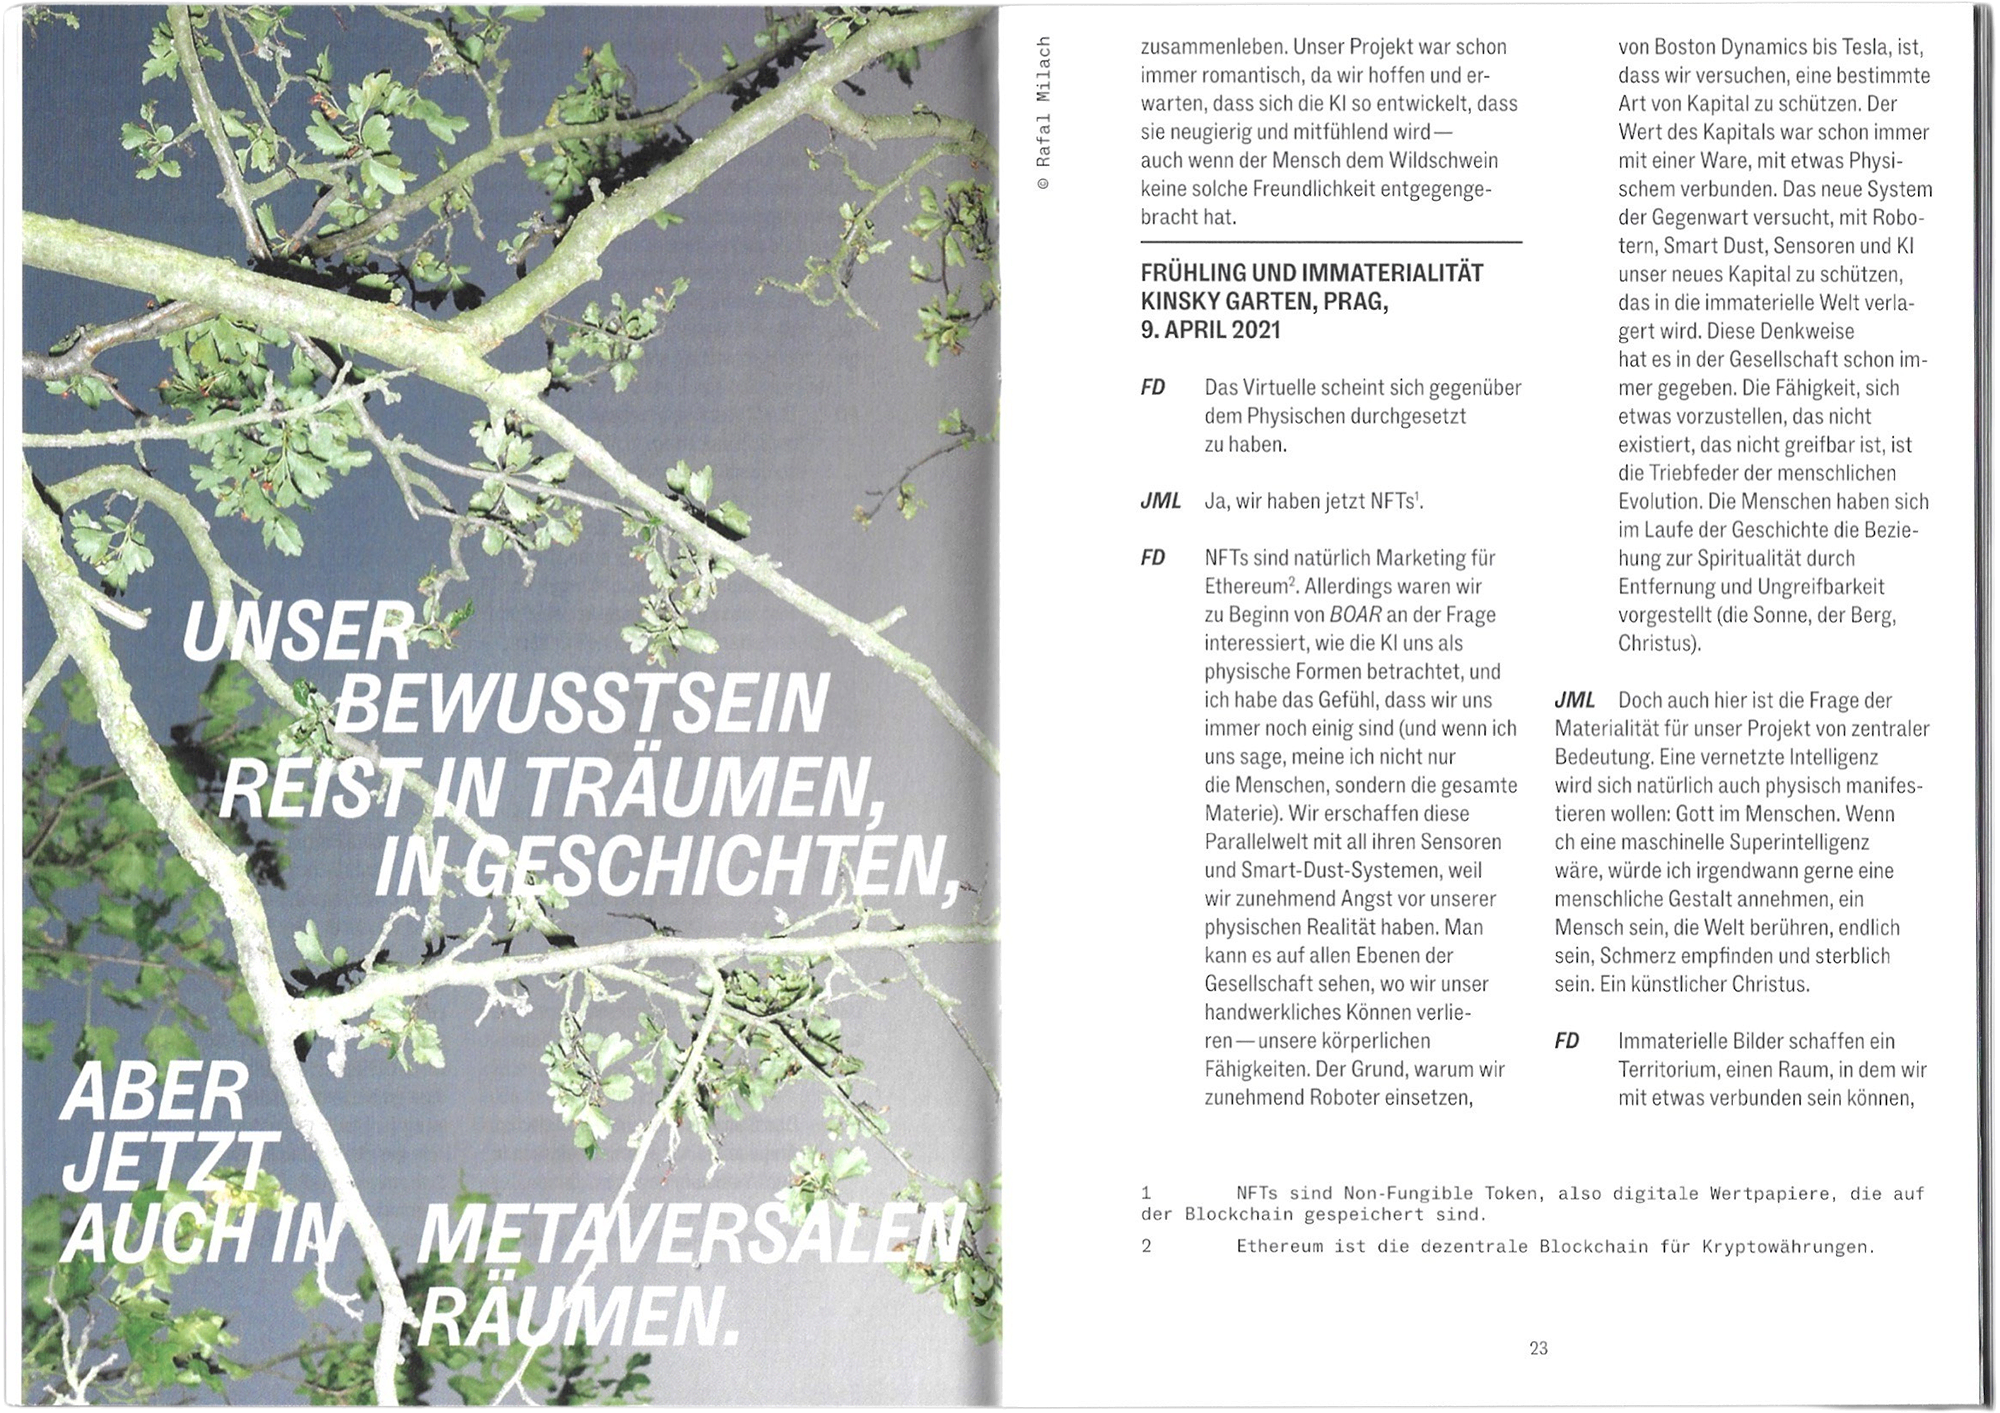 UNSER
BEWUSSTSEIN
REIST IN TRÄUMEN,
IN GESCHICHTEN,
ABER
JETZT
AUCH IN METAVERSALEN
RÄUMEN.
© Rafal Milach
zusammenleben. Unser Projekt war schon
immer romantisch, da wir hoffen und er-
warten, dass sich die KI so entwickelt, dass
sie neugierig und mitfühlend wird —
auch wenn der Mensch dem Wildschwein
keine solche Freundlichkeit entgegenge-
bracht hat.
FRÜHLING UND IMMATERIALITÄT
KINSKY GARTEN, PRAG,
9. APRIL 2021
FD Das Virtuelle scheint sich gegenüber
dem Physischen durchgesetzt
zu haben.
JML Ja, wir haben jetzt NFTs¹.
FD NFTs sind natürlich Marketing für
Ethereum². Allerdings waren wir
zu Beginn von BOAR an der Frage
interessiert, wie die KI uns als
physische Formen betrachtet, und
ich habe das Gefühl, dass wir uns
immer noch einig sind (und wenn ich
uns sage, meine ich nicht nur
die Menschen, sondern die gesamte
Materie). Wir erschaffen diese
Parallelwelt mit all ihren Sensoren
und Smart-Dust-Systemen, weil
wir zunehmend Angst vor unserer
physischen Realität haben. Man
kann es auf allen Ebenen der
Gesellschaft sehen, wo wir unser
handwerkliches Können verlie-
ren — unsere körperlichen
Fähigkeiten. Der Grund, warum wir
zunehmend Roboter einsetzen,
von Boston Dynamics bis Tesla, ist,
dass wir versuchen, eine bestimmte
Art von Kapital zu schützen. Der
Wert des Kapitals war schon immer
mit einer Ware, mit etwas Physi-
schem verbunden. Das neue System
der Gegenwart versucht, mit Robo-
tern, Smart Dust, Sensoren und KI
unser neues Kapital zu schützen,
das in die immaterielle Welt verla-
gert wird. Diese Denkweise
hat es in der Gesellschaft schon im-
mer gegeben. Die Fähigkeit, sich
etwas vorzustellen, das nicht
existiert, das nicht greifbar ist, ist
die Triebfeder der menschlichen
Evolution. Die Menschen haben sich
im Laufe der Geschichte die Bezie-
hung zur Spiritualität durch
Entfernung und Ungreifbarkeit
vorgestellt (die Sonne, der Berg,
Christus).
JML Doch auch hier ist die Frage der
Materialität für unser Projekt von zentraler
Bedeutung. Eine vernetzte Intelligenz
wird sich natürlich auch physisch manifes-
tieren wollen: Gott im Menschen. Wenn
ch eine maschinelle Superintelligenz
wäre, würde ich irgendwann gerne eine
menschliche Gestalt annehmen, ein
Mensch sein, die Welt berühren, endlich
sein, Schmerz empfinden und sterblich
sein. Ein künstlicher Christus.
FD Immaterielle Bilder schaffen ein
Territorium, einen Raum, in dem wir
mit etwas verbunden sein können,
1 NFTs sind Non-Fungible Token, also digitale Wertpapiere, die auf
der Blockchain gespeichert sind.
2 Ethereum ist die dezentrale Blockchain für Kryptowährungen.
23